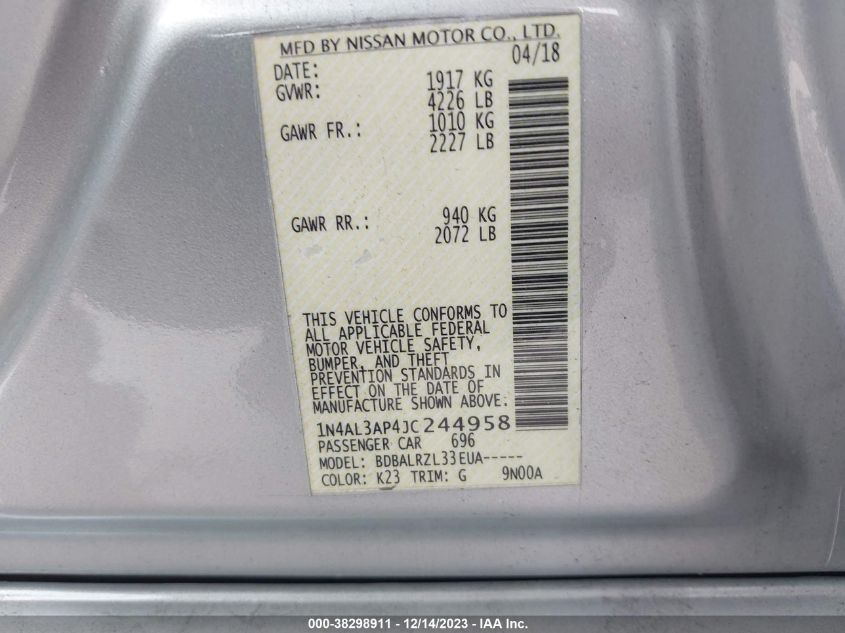 MFD BY NISSAN MOTOR CO., LTD.
DATE: 04/18
GVWR: 1917 KG
4226 LB
GAWR FR.: 1010 KG
2227 LB
GAWR RR.: 940 KG
2072 LB
THIS VEHICLE CONFORMS TO
ALL APPLICABLE FEDERAL
MOTOR VEHICLE SAFETY,
BUMPER, AND THEFT
PREVENTION STANDARDS IN
EFFECT ON THE DATE OF
MANUFACTURE SHOWN ABOVE:
1N4AL3AP4JC244958
PASSENGER CAR 696
MODEL: BDBALRZL33EUA-----
COLOR: K23 TRIM: G 9N00A
000-38298911 - 12/14/2023 - IAA Inc.